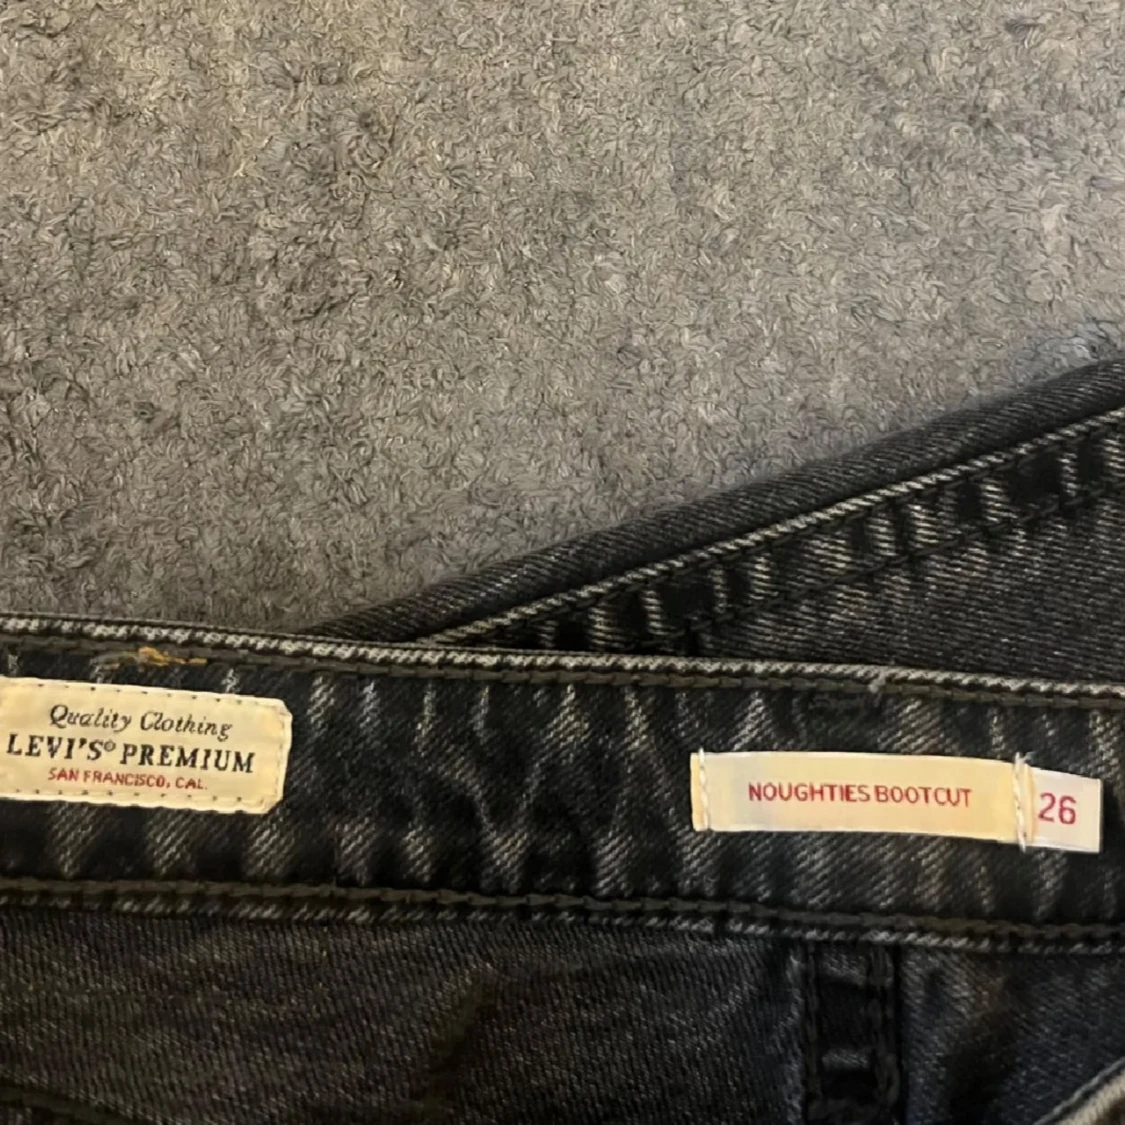 Quality Clothing
LEVI'S® PREMIUM
SAN FRANCISCO, CAL.
NOUGHTIES BOOTCUT
26